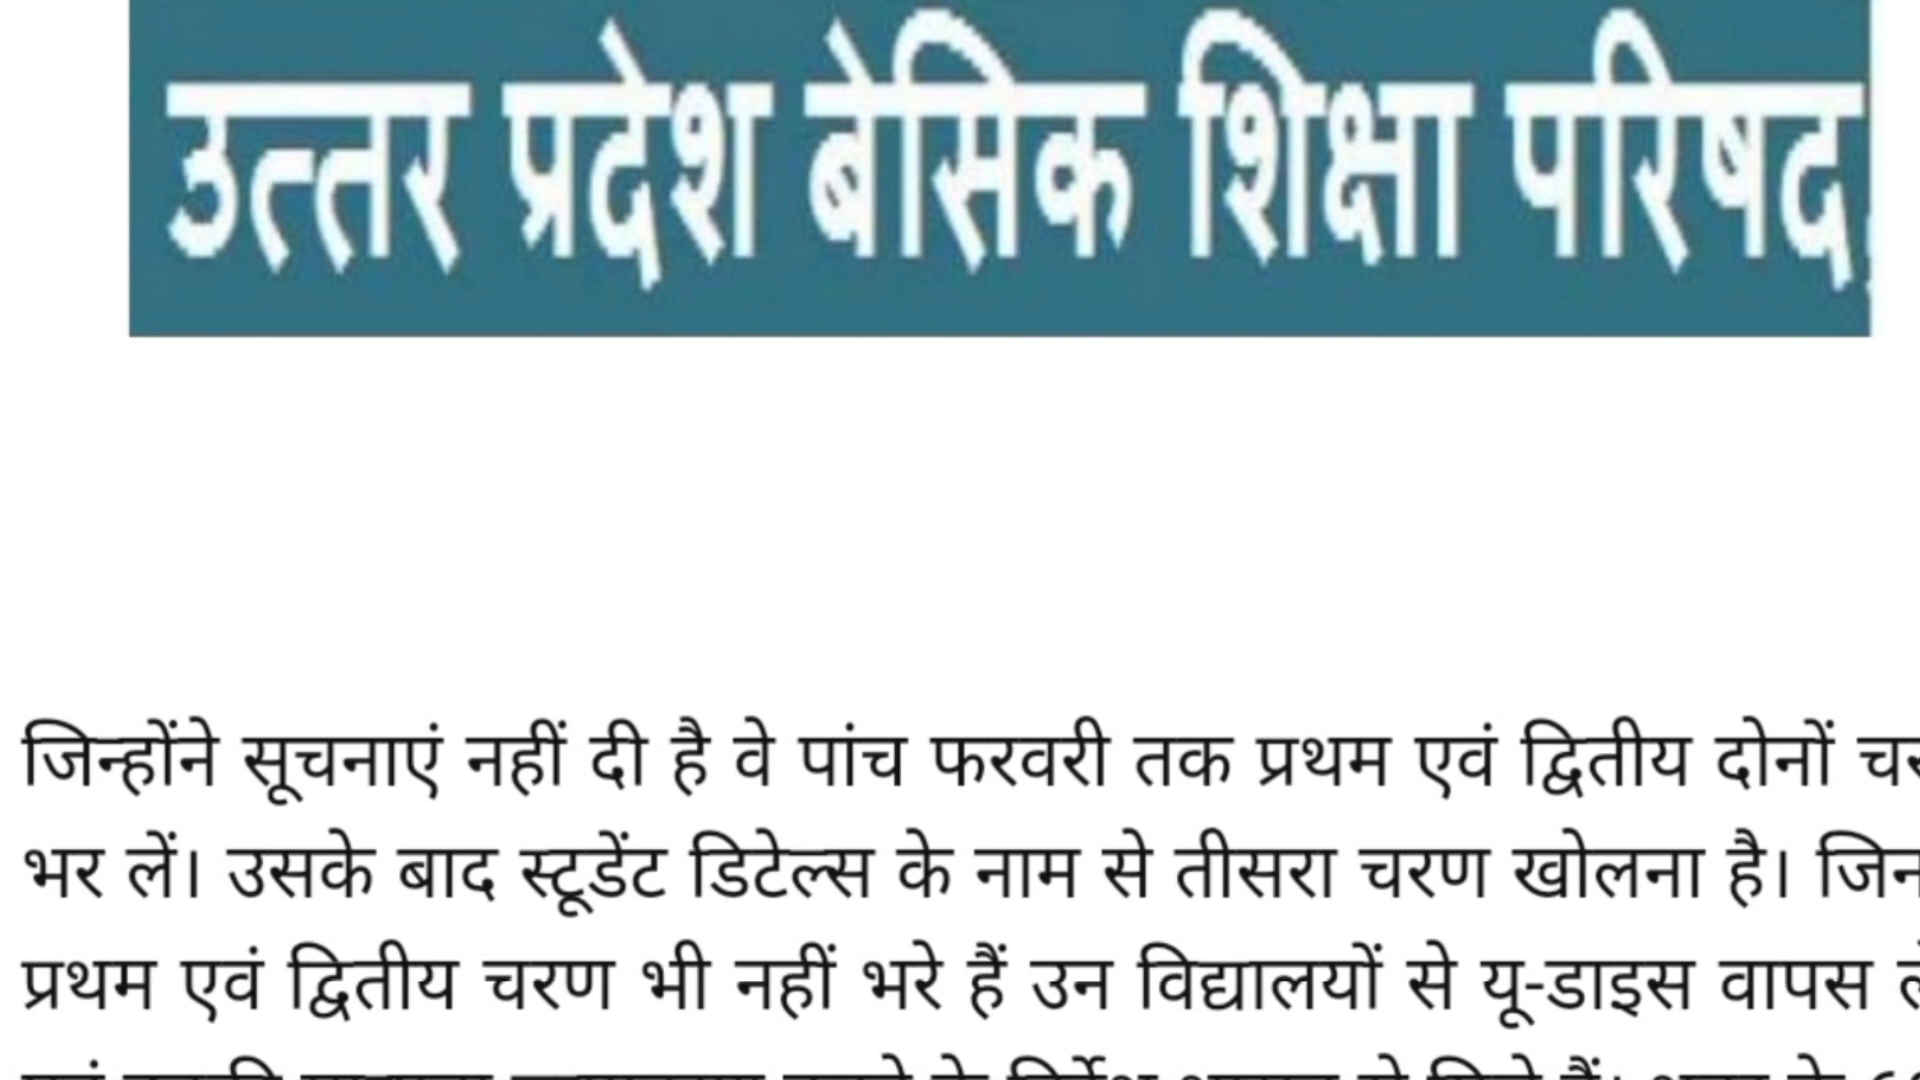 उत्तर प्रदेश बेसिक शिक्षा परिषद,
जिन्होंने सूचनाएं नहीं दी है वे पांच फरवरी तक प्रथम एवं द्वितीय दोनों
भर लें। उसके बाद स्टूडेंट डिटेल्स के नाम से तीसरा चरण खोलना है।
प्रथम एवं द्वितीय चरण भी नहीं भरे हैं उन विद्यालयों से यू-डाइस वापस